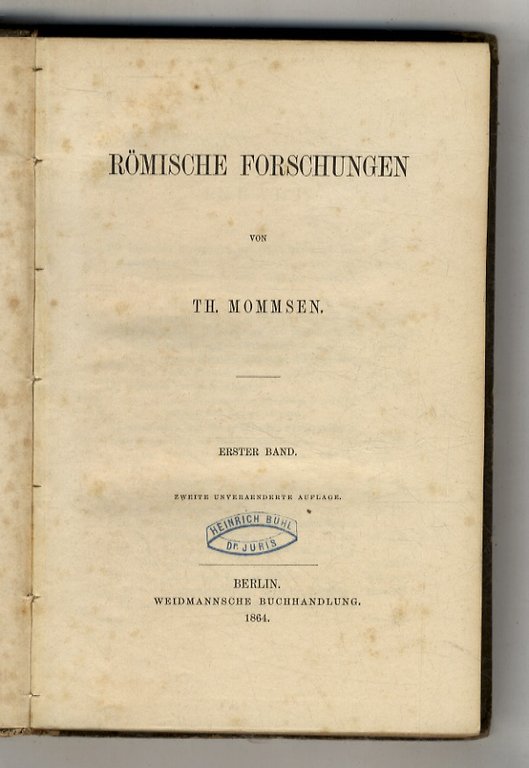 RÖMISCHE FORSCHUNGEN
VON
TH. MOMMSEN.
ERSTER BAND.
ZWEITE UNVERAENDERTE AUFLAGE.
HEINRICH BÜHL
Dr. JURIS
BERLIN.
WEIDMANNSCHE BUCHHANDLUNG.
1864.